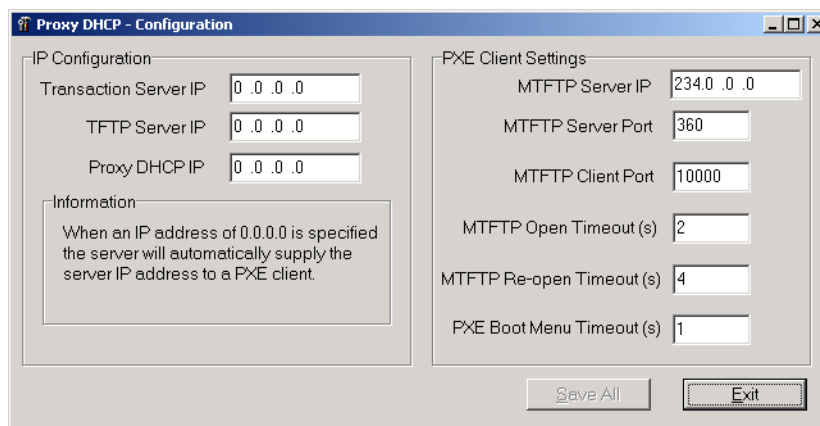 Proxy DHCP - Configuration
IP Configuration
Transaction Server IP 0 .0 .0 .0
TFTP Server IP 0 .0 .0 .0
Proxy DHCP IP 0 .0 .0 .0
Information
When an IP address of 0.0.0.0 is specified
the server will automatically supply the
server IP address to a PXE client.
PXE Client Settings
MTFTP Server IP 234.0 .0 .0
MTFTP Server Port 360
MTFTP Client Port 10000
MTFTP Open Timeout (s) 2
MTFTP Re-open Timeout (s) 4
PXE Boot Menu Timeout (s) 1
Save All
Exit